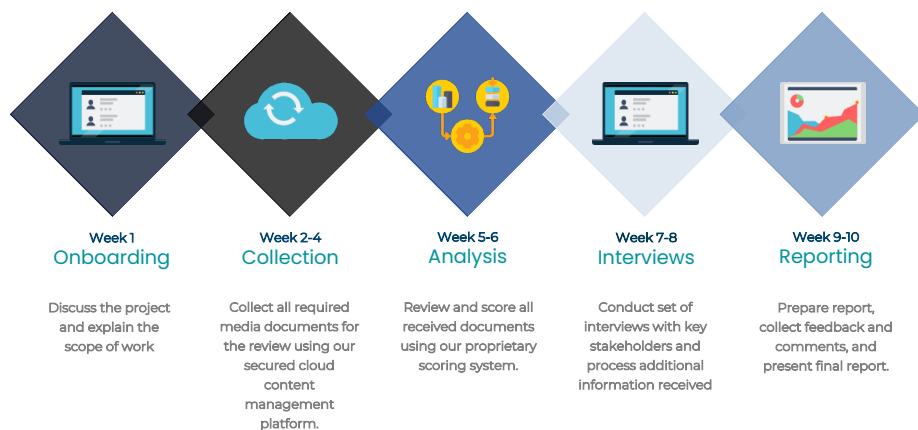 Week 1
Onboarding
Discuss the project
and explain the
scope of work
Week 2-4
Collection
Collect all required
media documents for
the review using our
secured cloud
content
management
platform.
Week 5-6
Analysis
Review and score all
received documents
using our proprietary
scoring system.
Week 7-8
Interviews
Conduct set of
interviews with key
stakeholders and
process additional
information received
Week 9-10
Reporting
Prepare report,
collect feedback and
comments, and
present final report.